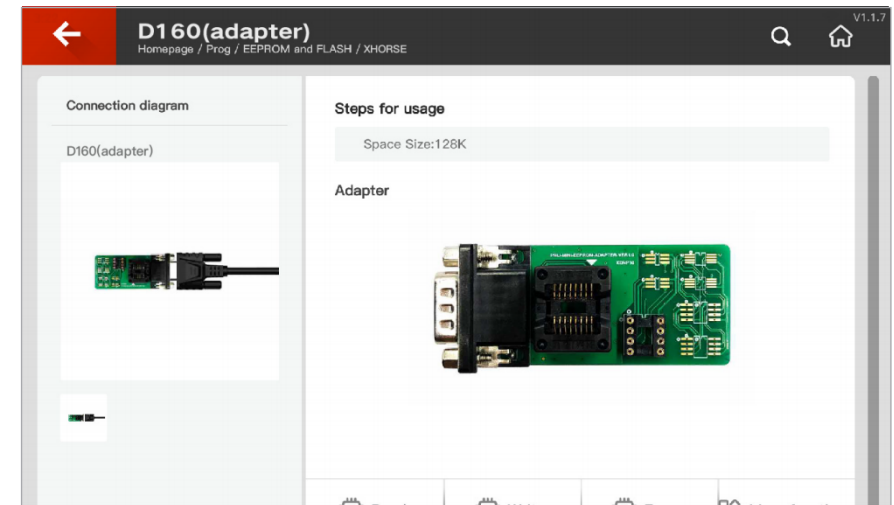 D160(adapter)
V1.1.7
Homepage / Prog / EEPROM and FLASH / XHORSE
Connection diagram
Steps for usage
D160(adapter)
Space Size:128K
Adapter